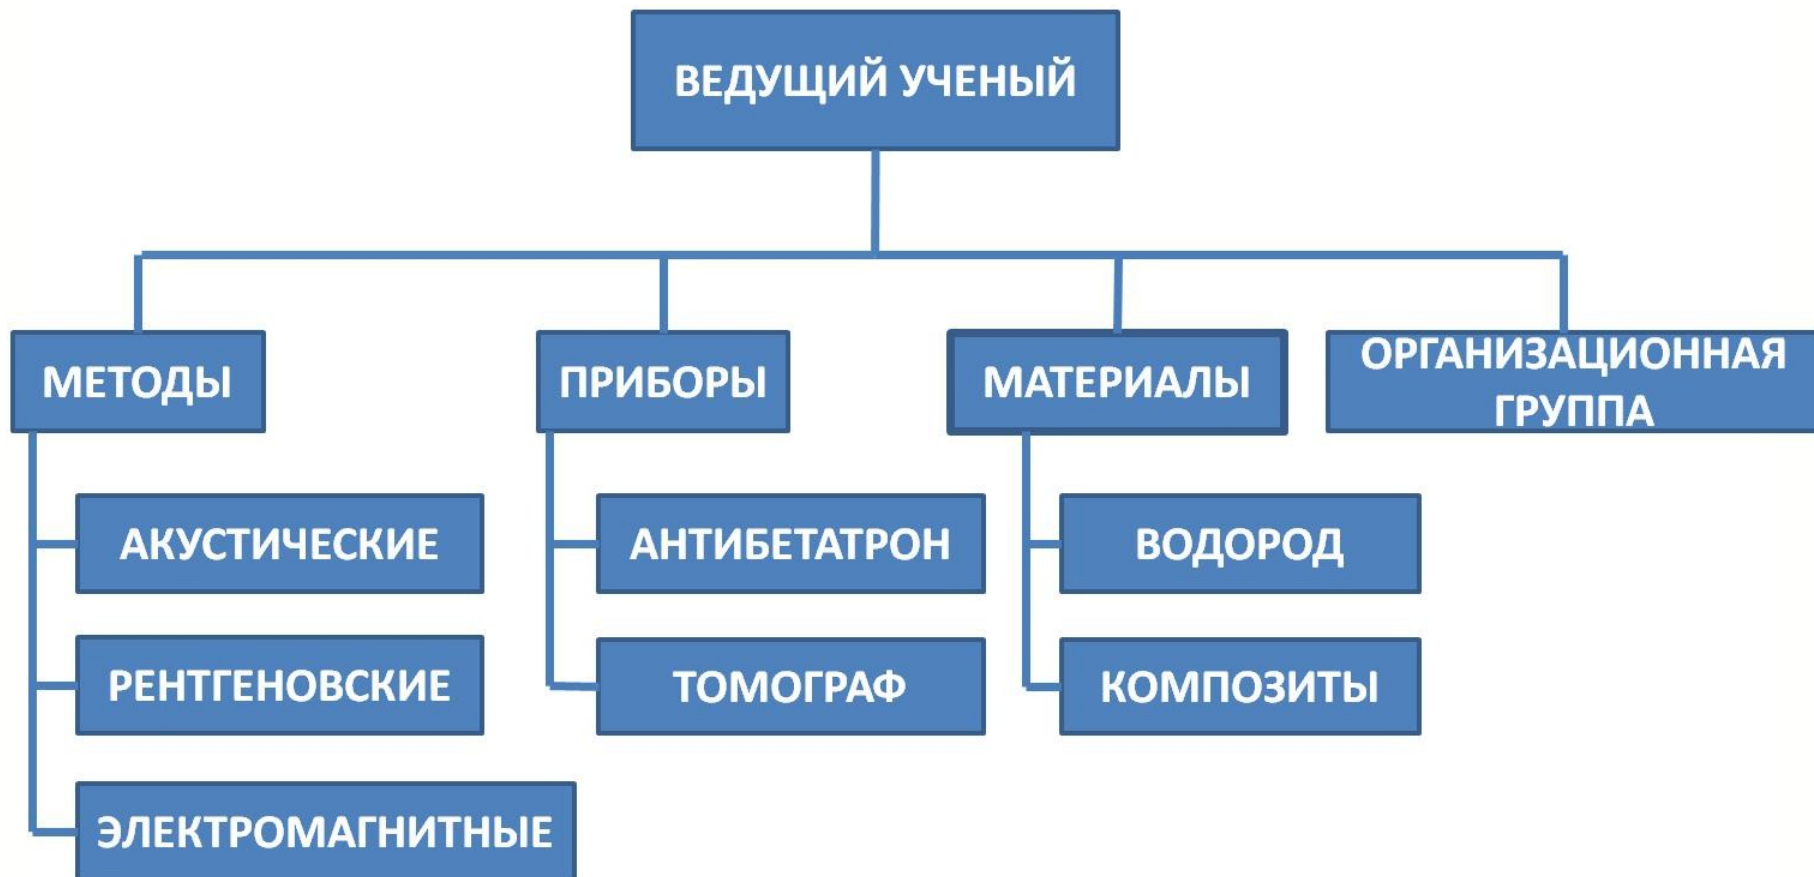 ВЕДУЩИЙ УЧЕНЫЙ
МЕТОДЫ
ПРИБОРЫ
МАТЕРИАЛЫ
ОРГАНИЗАЦИОННАЯ
ГРУППА
АКУСТИЧЕСКИЕ
АНТИБЕТАТРОН
ВОДОРОД
РЕНТГЕНОВСКИЕ
ТОМОГРАФ
КОМПОЗИТЫ
ЭЛЕКТРОМАГНИТНЫЕ